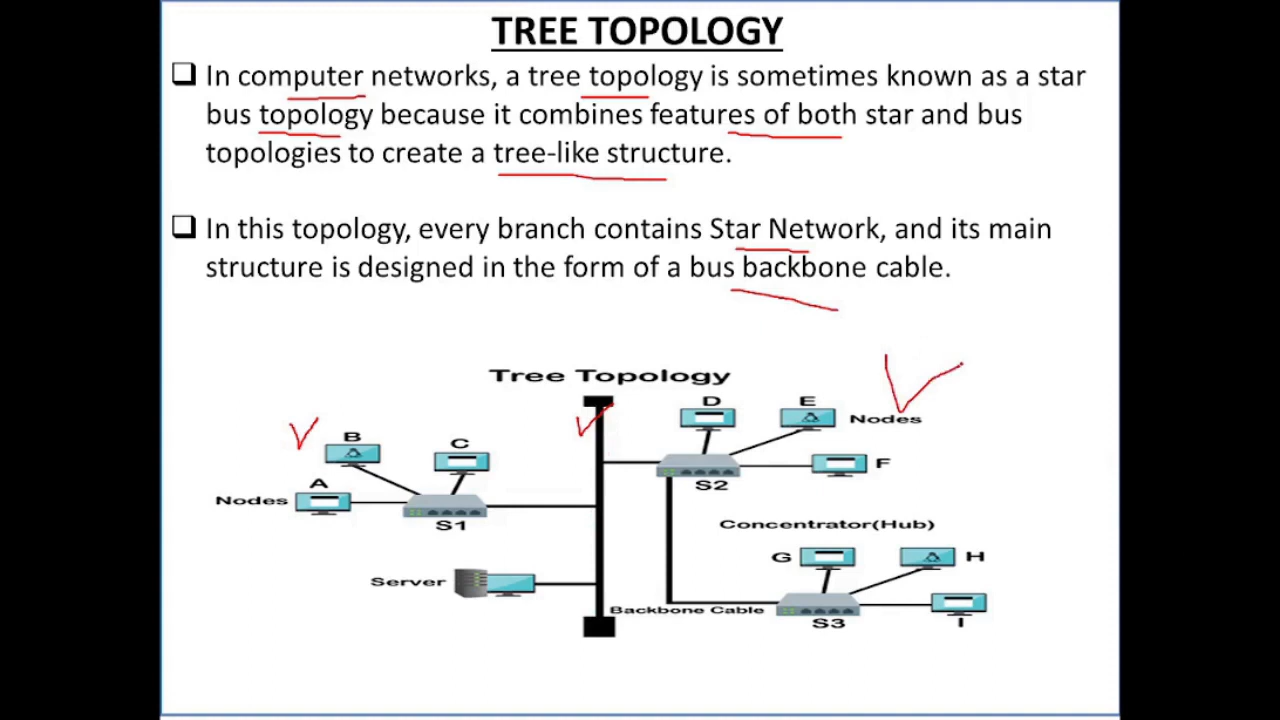 TREE TOPOLOGY
In computer networks, a tree topology is sometimes known as a star
bus topology because it combines features of both star and bus
topologies to create a tree-like structure.
In this topology, every branch contains Star Network, and its main
structure is designed in the form of a bus backbone cable.
Tree Topology
D
E
Nodes
B
C
F
A
Nodes
S2
S1
Concentrator(Hub)
G
H
Server
Backbone Cable
S3
I